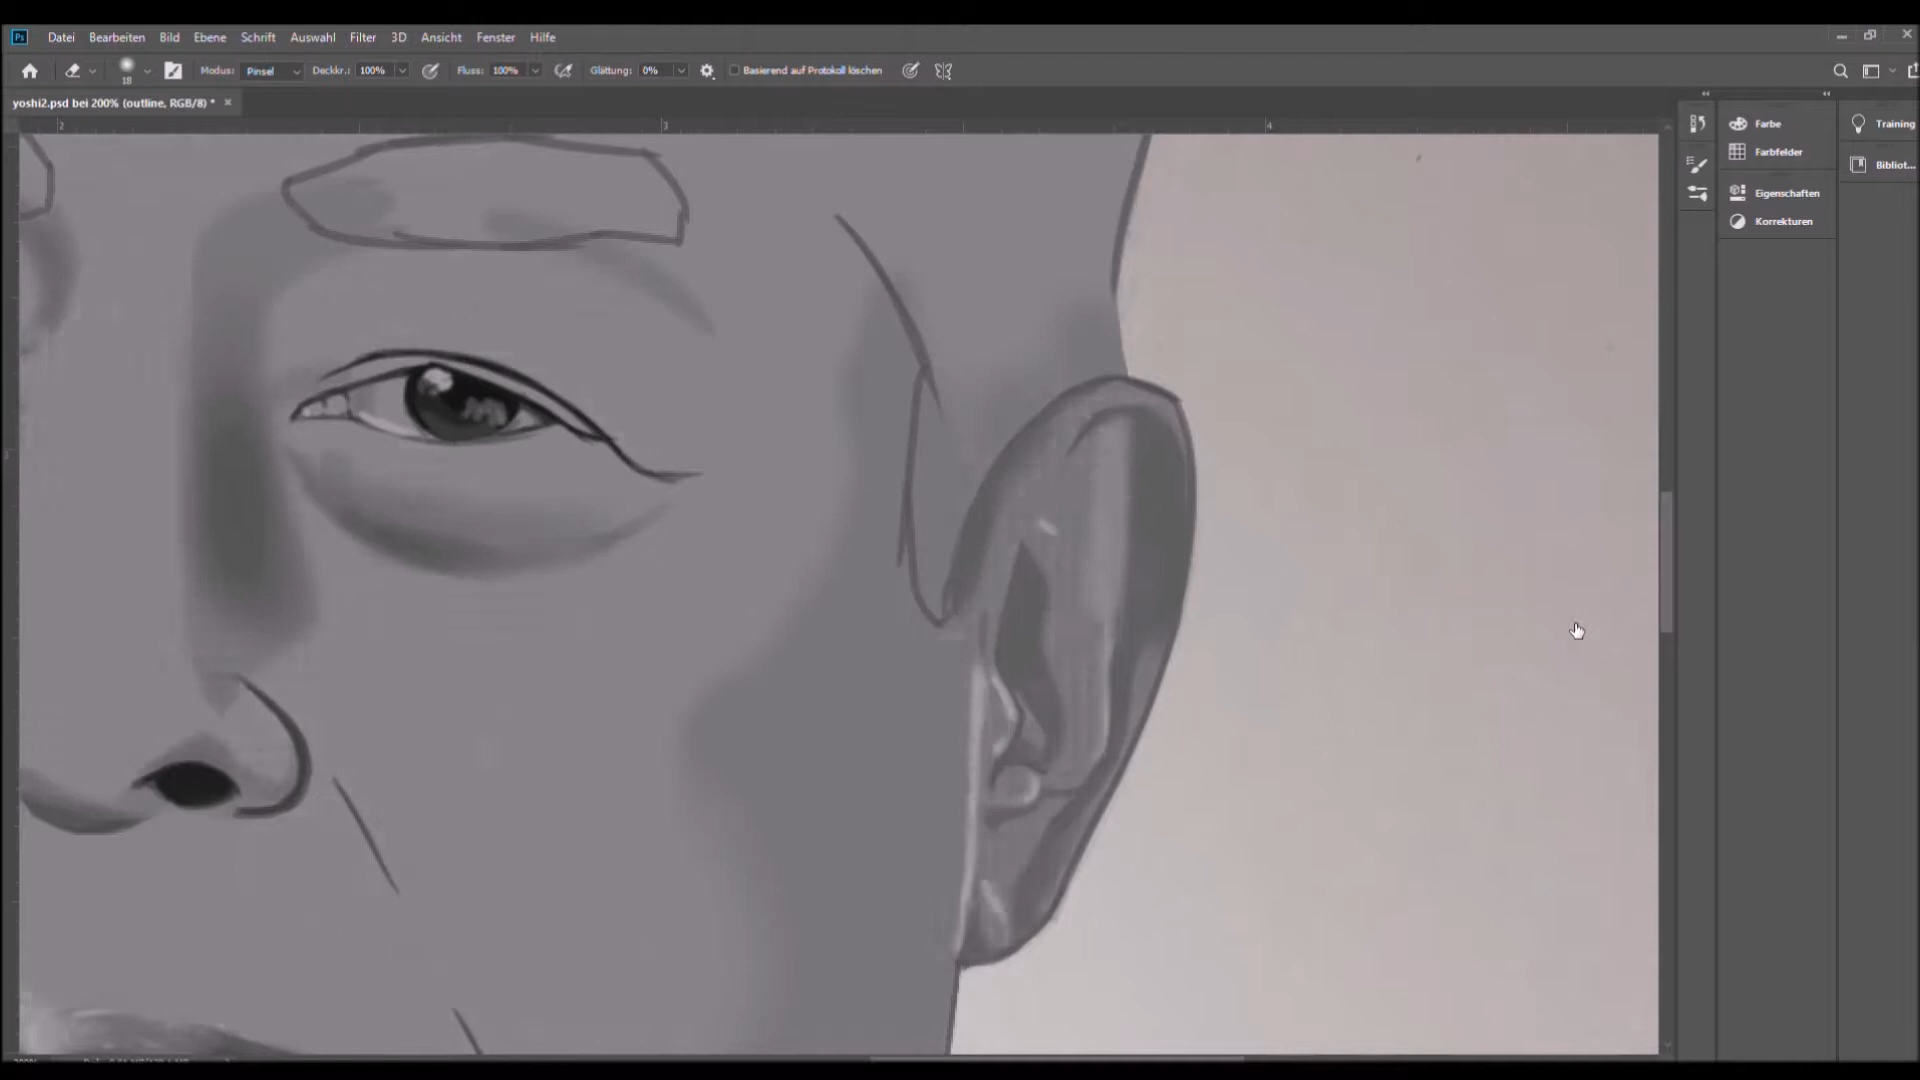 Ps Datei Bearbeiten Bild Ebene Schrift Auswahl Filter 3D Ansicht Fenster Hilfe
18 Modus: Pinsel Deckkr.: 100% Fluss: 100% Glättung: 0% Basierend auf Protokoll löschen
yoshi2.psd bei 200% (outline, RGB/8) *
2 3 4
Farbe
Training
Farbfelder
Bibliot...
Eigenschaften
Korrekturen